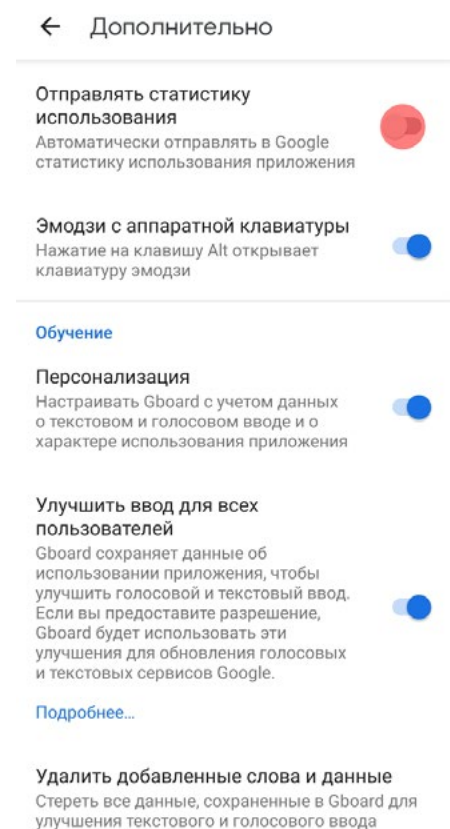 Дополнительно
Отправлять статистику
использования
Автоматически отправлять в Google
статистику использования приложения
Эмодзи с аппаратной клавиатуры
Нажатие на клавишу Alt открывает
клавиатуру эмодзи
Обучение
Персонализация
Настраивать Gboard с учетом данных
о текстовом и голосовом вводе и о
характере использования приложения
Улучшить ввод для всех
пользователей
Gboard сохраняет данные об
использовании приложения, чтобы
улучшить голосовой и текстовый ввод.
Если вы предоставите разрешение,
Gboard будет использовать эти
улучшения для обновления голосовых
и текстовых сервисов Google.
Подробнее…
Удалить добавленные слова и данные
Стереть все данные, сохраненные в Gboard для
улучшения текстового и голосового ввода